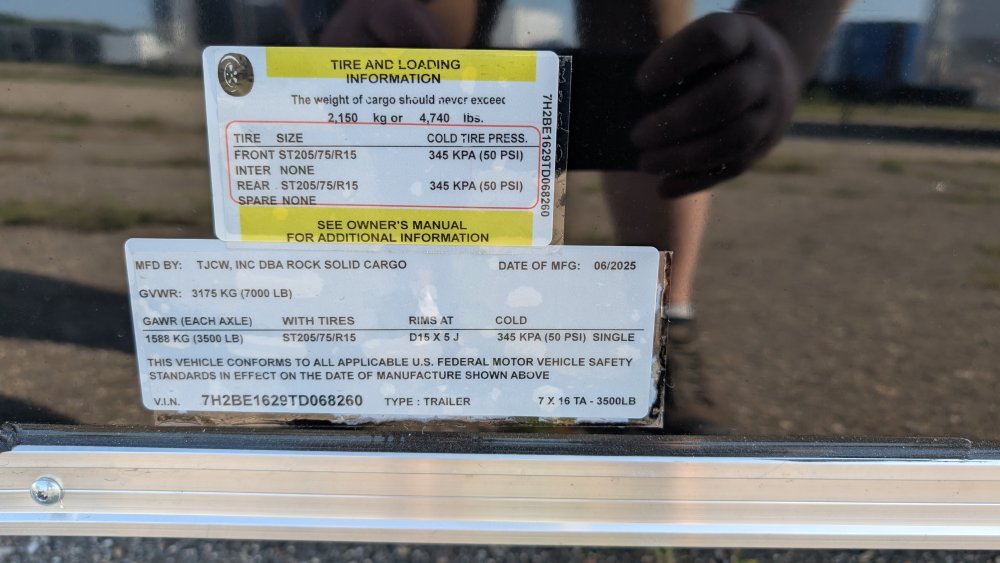 TIRE AND LOADING
INFORMATION
The weight of cargo should never exceed
2,150 kg or 4,740 lbs.
TIRE SIZE COLD TIRE PRESS.
FRONT ST205/75/R15 345 KPA (50 PSI)
INTER NONE
REAR ST205/75/R15 345 KPA (50 PSI)
SPARE NONE
SEE OWNER'S MANUAL
FOR ADDITIONAL INFORMATION
7H2BE1629TD068260
MFD BY: TJCW, INC DBA ROCK SOLID CARGO DATE OF MFG: 06/2025
GVWR: 3175 KG (7000 LB)
GAWR (EACH AXLE) WITH TIRES RIMS AT COLD
1588 KG (3500 LB) ST205/75/R15 D15 X 5 J 345 KPA (50 PSI) SINGLE
THIS VEHICLE CONFORMS TO ALL APPLICABLE U.S. FEDERAL MOTOR VEHICLE SAFETY
STANDARDS IN EFFECT ON THE DATE OF MANUFACTURE SHOWN ABOVE
V.I.N. 7H2BE1629TD068260 TYPE : TRAILER 7 X 16 TA - 3500LB